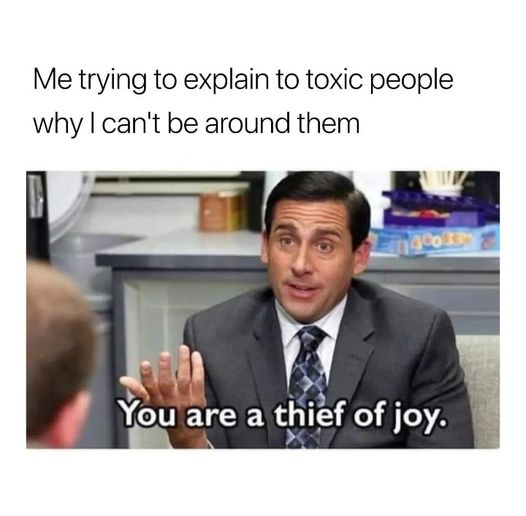 Me trying to explain to toxic people
why I can't be around them
You are a thief of joy.